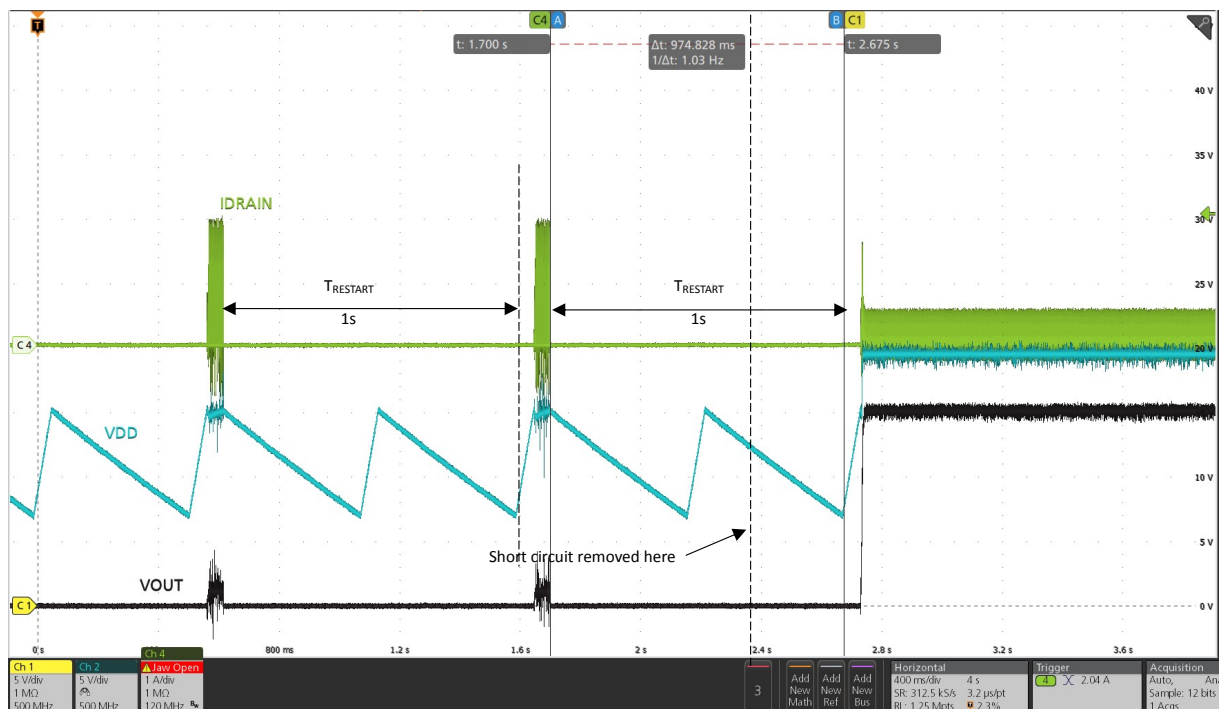 T
C4 A
B C1
t: 1.700 s
Δt: 974.828 ms
1/Δt: 1.03 Hz
t: 2.675 s
40 V
35 V
30 V
25 V
20 V
10 V
5 V
0 V
IDRAIN
TRESTART
1s
TRESTART
1s
C 4
VDD
Short circuit removed here
VOUT
C 1
0 s
800 ms
1.2 s
1.6 s
2 s
2.4 s
2.8 s
3.2 s
3.6 s
Ch 1
5 V/div
1 MΩ
500 MHz
Ch 2
5 V/div
500 MHz
Ch 4
Jaw Open
1 A/div
1 MΩ
120 MHz Bw
3
Add
New
Math
Add
New
Ref
Add
New
Bus
Horizontal
400 ms/div 4 s
SR: 312.5 kS/s 3.2 µs/pt
RL: 1.25 Mpts T 2.3%
Trigger
4 2.04 A
Acquisition
Auto, Ana
Sample: 12 bits
1 Acqs